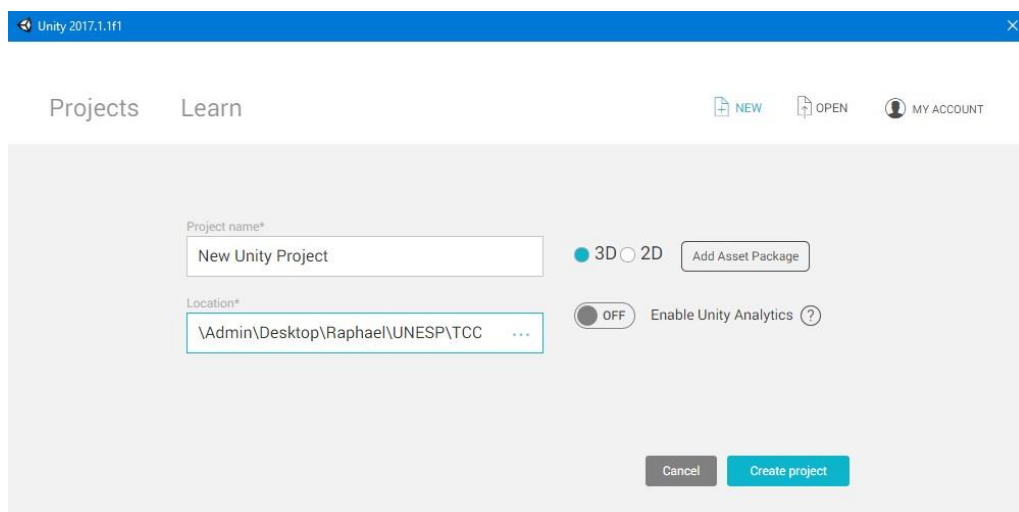 Unity 2017.1.1f1
Projects Learn NEW OPEN MY ACCOUNT
Project name*
New Unity Project
3D 2D Add Asset Package
Location*
\Admin\Desktop\Raphael\UNESP\TCC ...
OFF Enable Unity Analytics ?
Cancel Create project